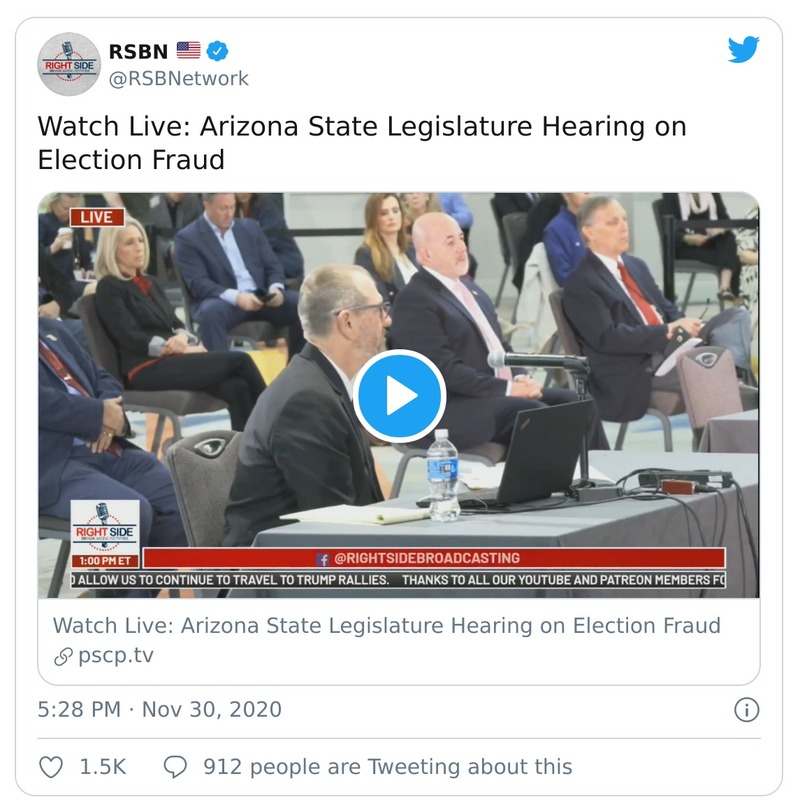 RSBN
@RSBNetwork
Watch Live: Arizona State Legislature Hearing on
Election Fraud
LIVE
RIGHT SIDE
BROADCASTING NETWORK
1:00 PM ET
@RIGHTSIDEBROADCASTING
ALLOW US TO CONTINUE TO TRAVEL TO TRUMP RALLIES. THANKS TO ALL OUR YOUTUBE AND PATREON MEMBERS
Watch Live: Arizona State Legislature Hearing on Election Fraud
pscp.tv
5:28 PM · Nov 30, 2020
1.5K
912 people are Tweeting about this